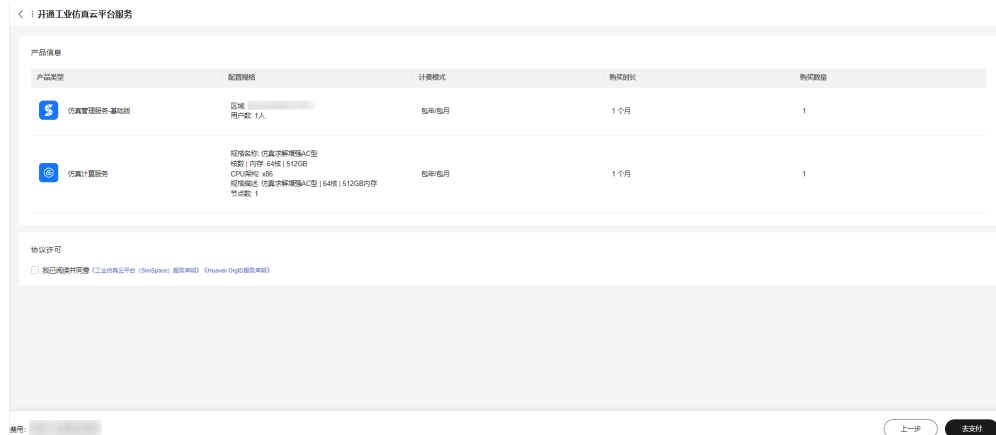 < | 开通工业仿真云平台服务
产品信息
产品类型 配置规格 计费模式 购买时长 购买数量
仿真管理服务-基础版 区域: 包年/包月 1 个月 1
用户数: 1人
仿真计算服务 规格名称: 仿真求解增强AC型 包年/包月 1 个月 1
核数 | 内存: 64核 | 512GB
CPU架构: x86
规格描述: 仿真求解增强AC型 | 64核 | 512GB内存
节点数: 1
协议许可
我已阅读并同意《工业仿真云平台（SimSpace）服务声明》《Huawei OrgID服务声明》
费用: 上一步 去支付